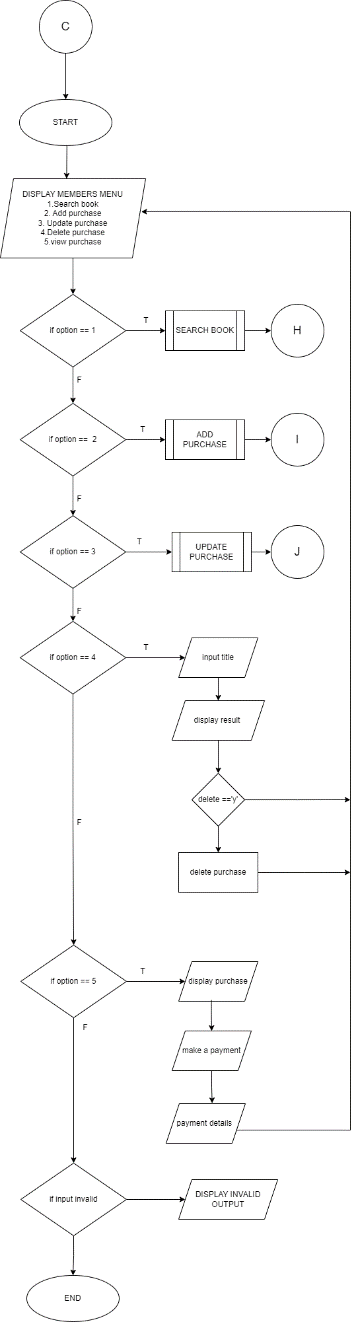 C
START
DISPLAY MEMBERS MENU
1.Search book
2. Add purchase
3. Update purchase
4.Delete purchase
5.view purchase
if option == 1
T
SEARCH BOOK
H
F
if option == 2
T
ADD
PURCHASE
I
F
if option == 3
T
UPDATE
PURCHASE
J
F
if option == 4
T
input title
display result
delete =='y'
F
delete purchase
if option == 5
T
display purchase
F
make a payment
payment details
if input invalid
DISPLAY INVALID
OUTPUT
END